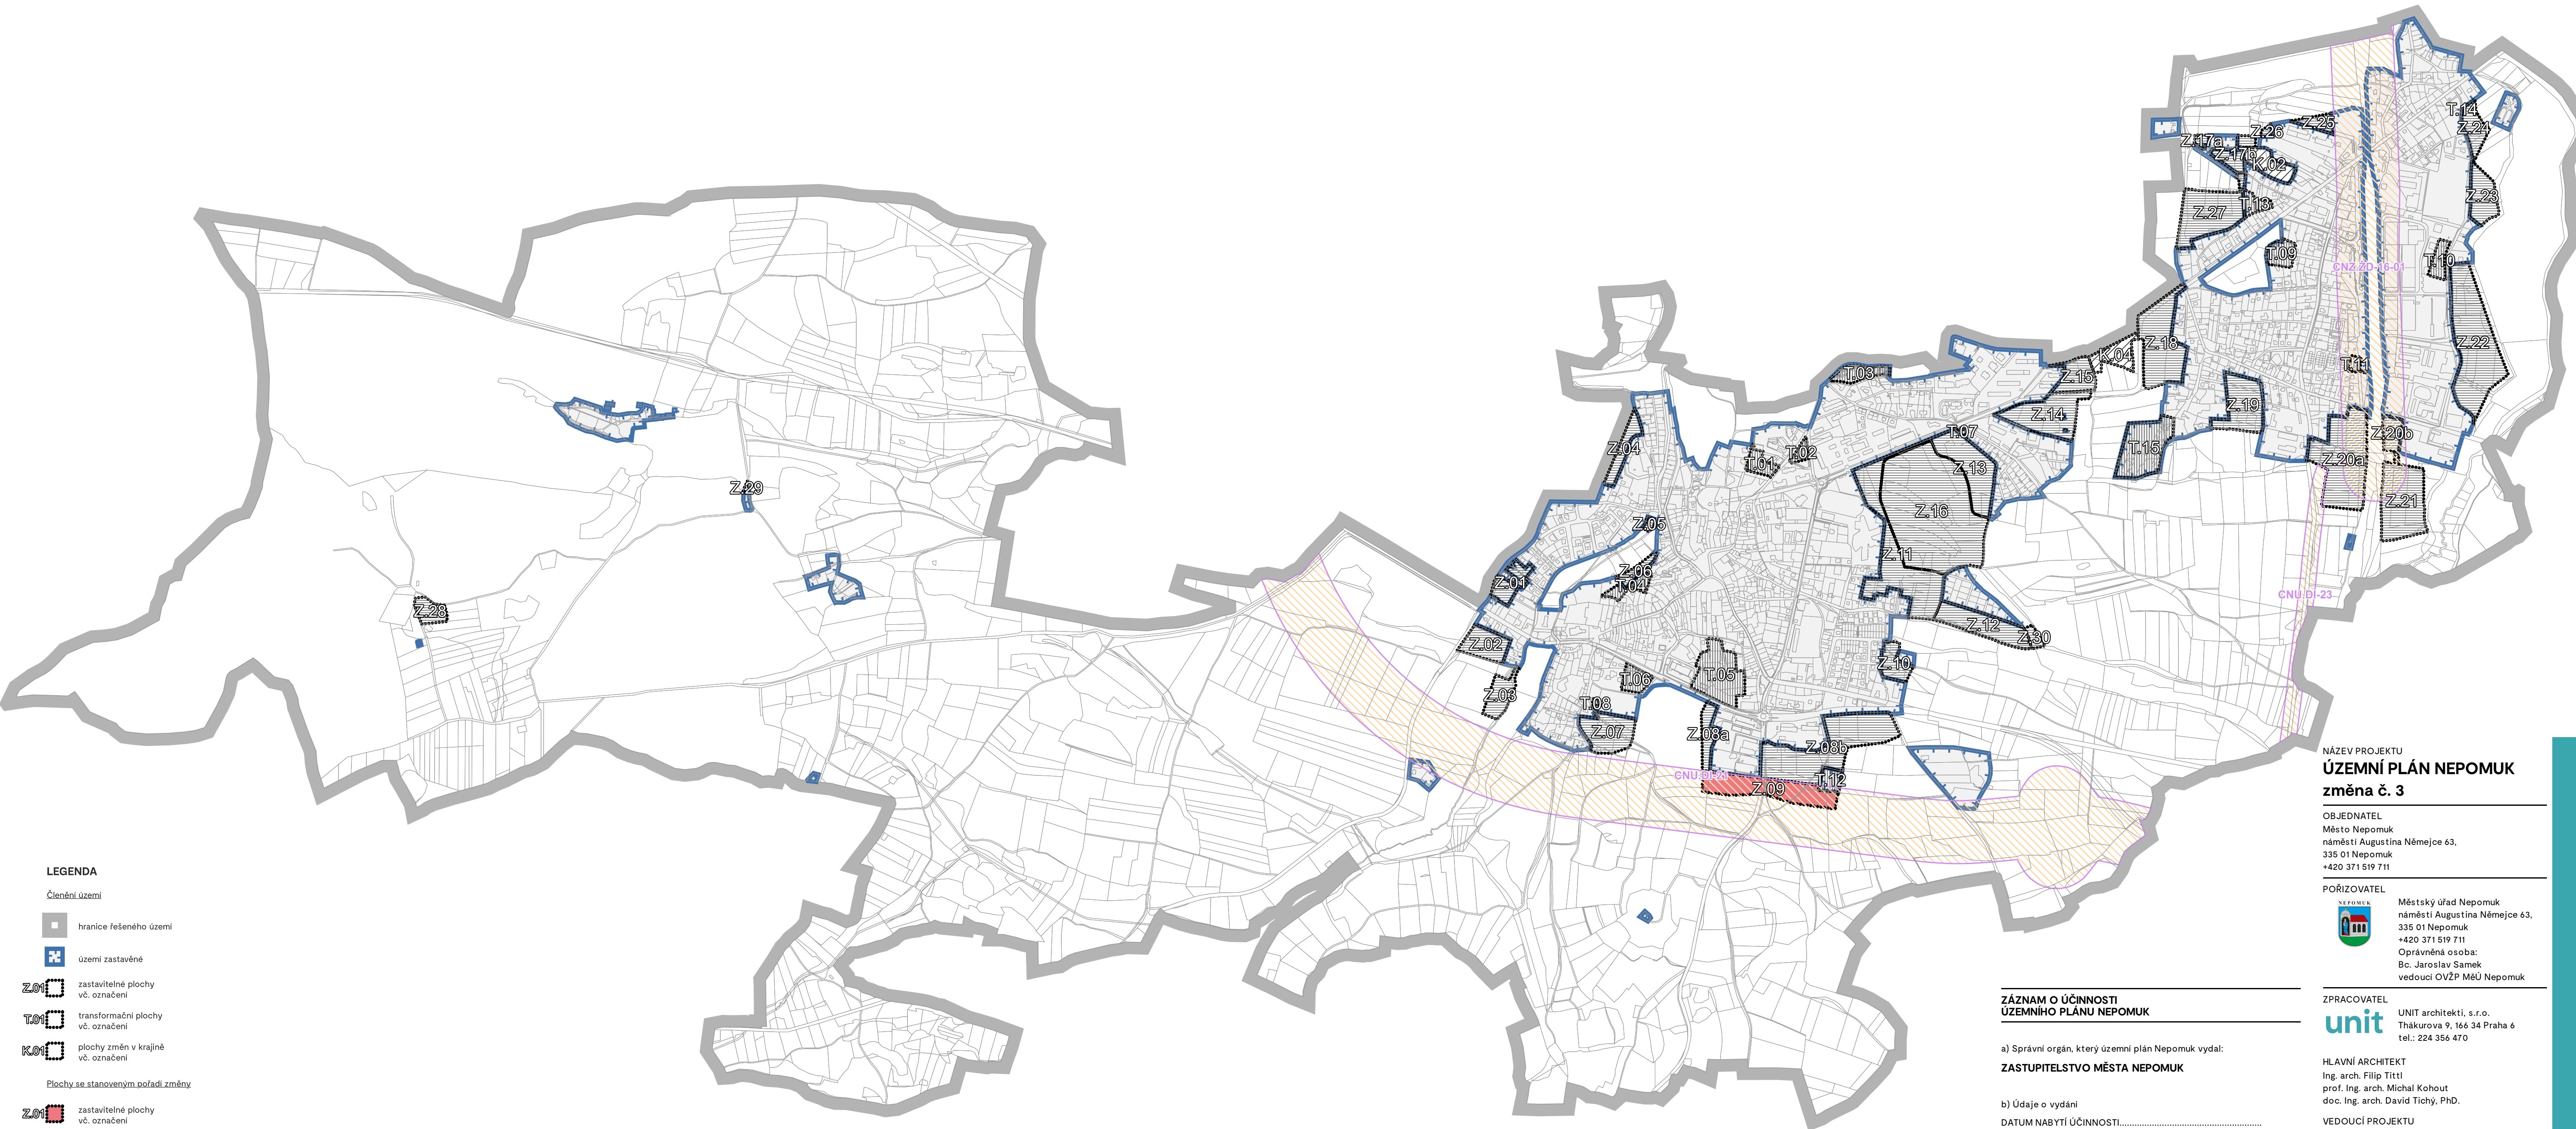 T.14
Z.24
Z.25
Z.26
Z.17a
Z.17b
K.02
Z.23
T.13
Z.27
T.09
T.10
CNZ.ZD-16-01
Z.18
Z.22
K.04
T.11
T.03
Z.15
Z.19
Z.14
T.07
Z.20b
Z.04
T.15
T.02
Z.20a
T.01
Z.13
Z.29
Z.21
Z.16
Z.05
Z.11
Z.06
Z.01
T.04
CNU.DI-23
Z.28
Z.12
Z.30
Z.02
Z.10
T.05
T.06
Z.03
T.08
Z.07
Z.08a
Z.08b
CNU.DI-21
T.12
Z.09
LEGENDA
Členění území
hranice řešeného území
území zastavěné
Z.01
zastavitelné plochy
vč. označení
T.01
transformační plochy
vč. označení
K.01
plochy změn v krajině
vč. označení
Plochy se stanoveným pořadí změny
Z.01
zastavitelné plochy
vč. označení
ZÁZNAM O ÚČINNOSTI
ÚZEMNÍHO PLÁNU NEPOMUK
a) Správní orgán, který územní plán Nepomuk vydal:
ZASTUPITELSTVO MĚSTA NEPOMUK
b) Údaje o vydání
DATUM NABYTÍ ÚČINNOSTI......................................................
NÁZEV PROJEKTU
ÚZEMNÍ PLÁN NEPOMUK
změna č. 3
OBJEDNATEL
Město Nepomuk
náměstí Augustina Němejce 63,
335 01 Nepomuk
+420 371 519 711
POŘIZOVATEL
NEPOMUK
Městský úřad Nepomuk
náměstí Augustina Němejce 63,
335 01 Nepomuk
+420 371 519 711
Oprávněná osoba:
Bc. Jaroslav Samek
vedoucí OVŽP MěÚ Nepomuk
ZPRACOVATEL
unit
UNIT architekti, s.r.o.
Thákurova 9, 166 34 Praha 6
tel.: 224 356 470
HLAVNÍ ARCHITEKT
Ing. arch. Filip Tittl
prof. Ing. arch. Michal Kohout
doc. Ing. arch. David Tichý, PhD.
VEDOUCÍ PROJEKTU